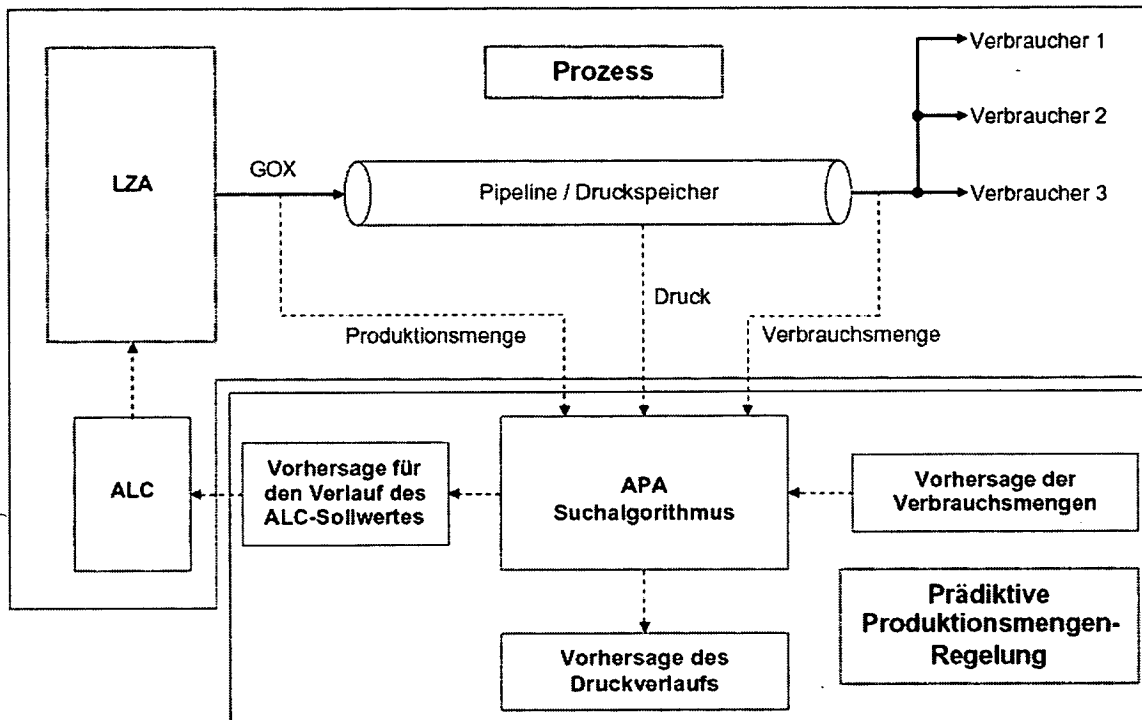 Verbraucher 1
Prozess
Verbraucher 2
LZA
GOX
Pipeline / Druckspeicher
Verbraucher 3
Druck
Produktionsmenge
Verbrauchsmenge
ALC
Vorhersage für
den Verlauf des
ALC-Sollwertes
APA
Suchalgorithmus
Vorhersage der
Verbrauchsmengen
Prädiktive
Produktionsmengen-
Regelung
Vorhersage des
Druckverlaufs